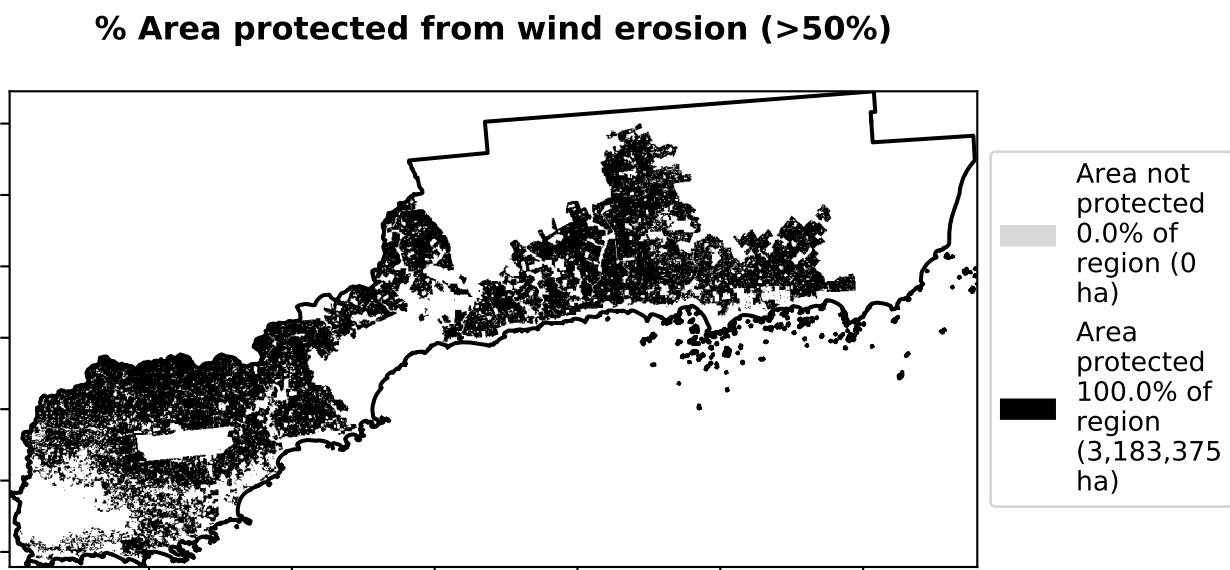 % Area protected from wind erosion (>50%)
Area not
protected
0.0% of
region (0
ha)
Area
protected
100.0% of
region
(3,183,375
ha)